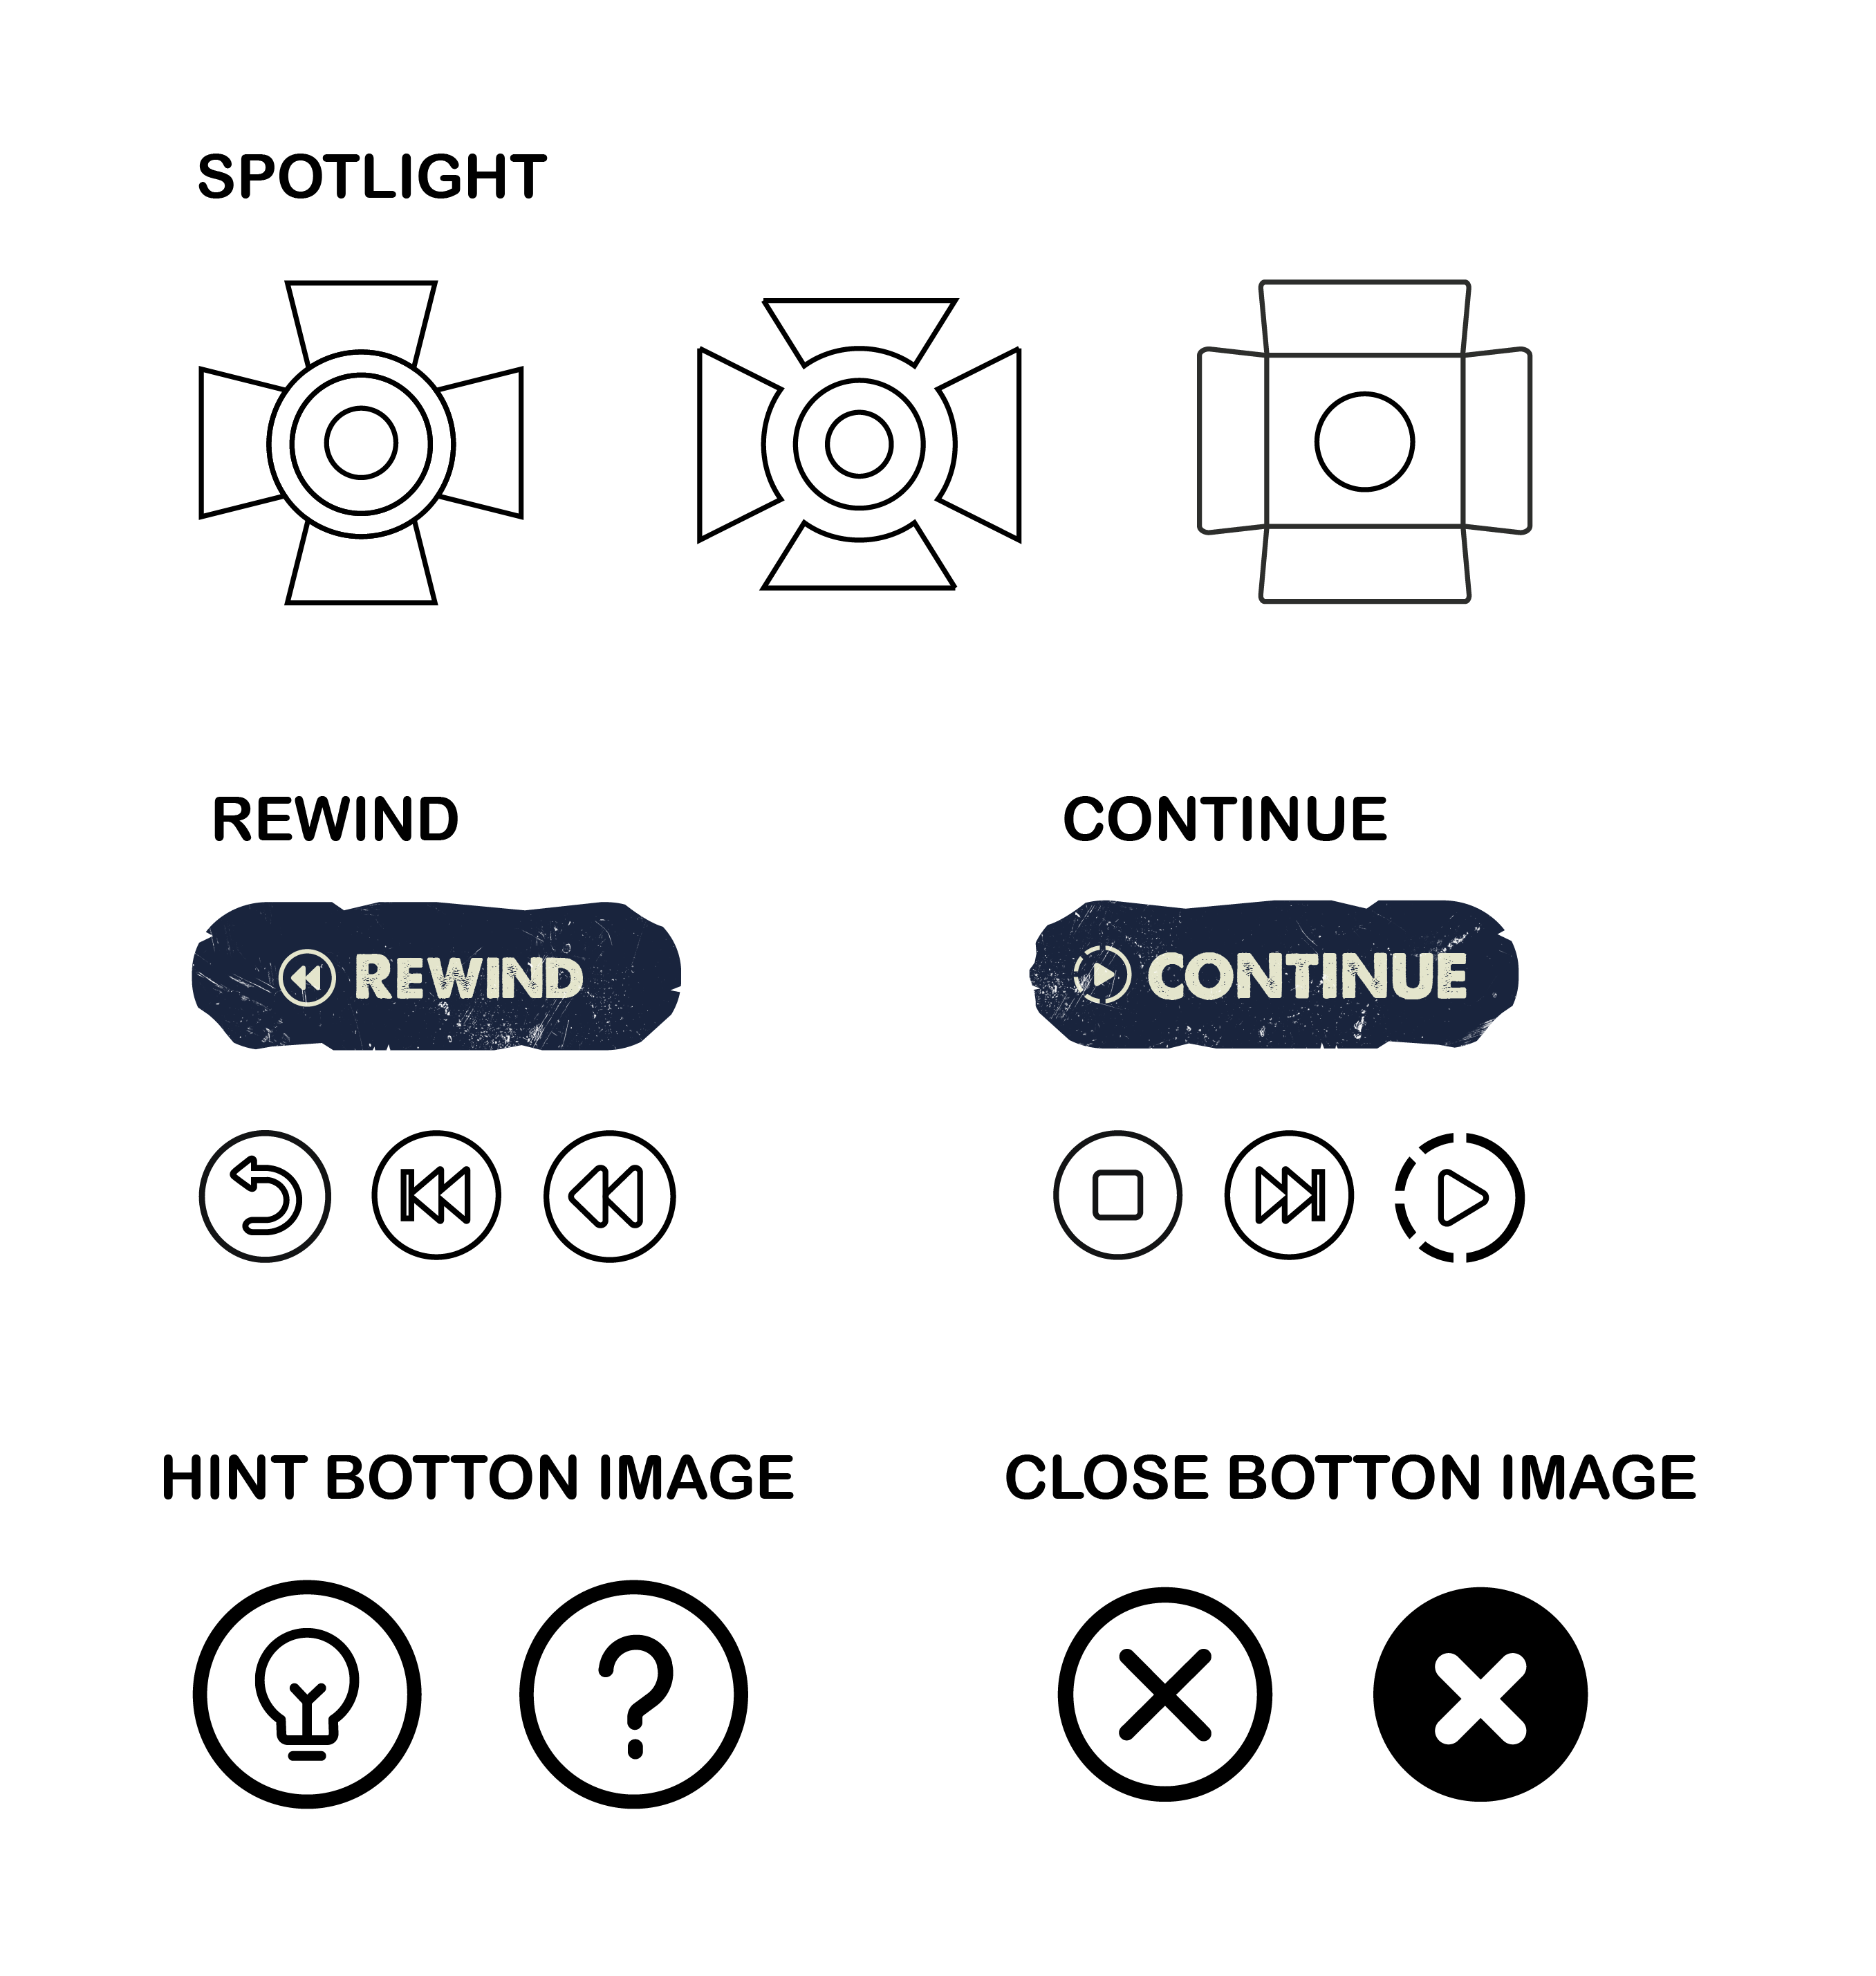 SPOTLIGHT
REWIND
CONTINUE
REWIND
CONTINUE
HINT BOTTON IMAGE
CLOSE BOTTON IMAGE
?